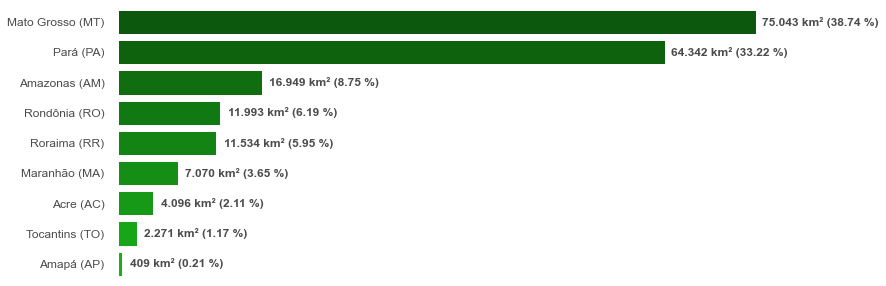 Mato Grosso (MT) 75.043 km² (38.74 %)
Pará (PA) 64.342 km² (33.22 %)
Amazonas (AM) 16.949 km² (8.75 %)
Rondônia (RO) 11.993 km² (6.19 %)
Roraima (RR) 11.534 km² (5.95 %)
Maranhão (MA) 7.070 km² (3.65 %)
Acre (AC) 4.096 km² (2.11 %)
Tocantins (TO) 2.271 km² (1.17 %)
Amapá (AP) 409 km² (0.21 %)